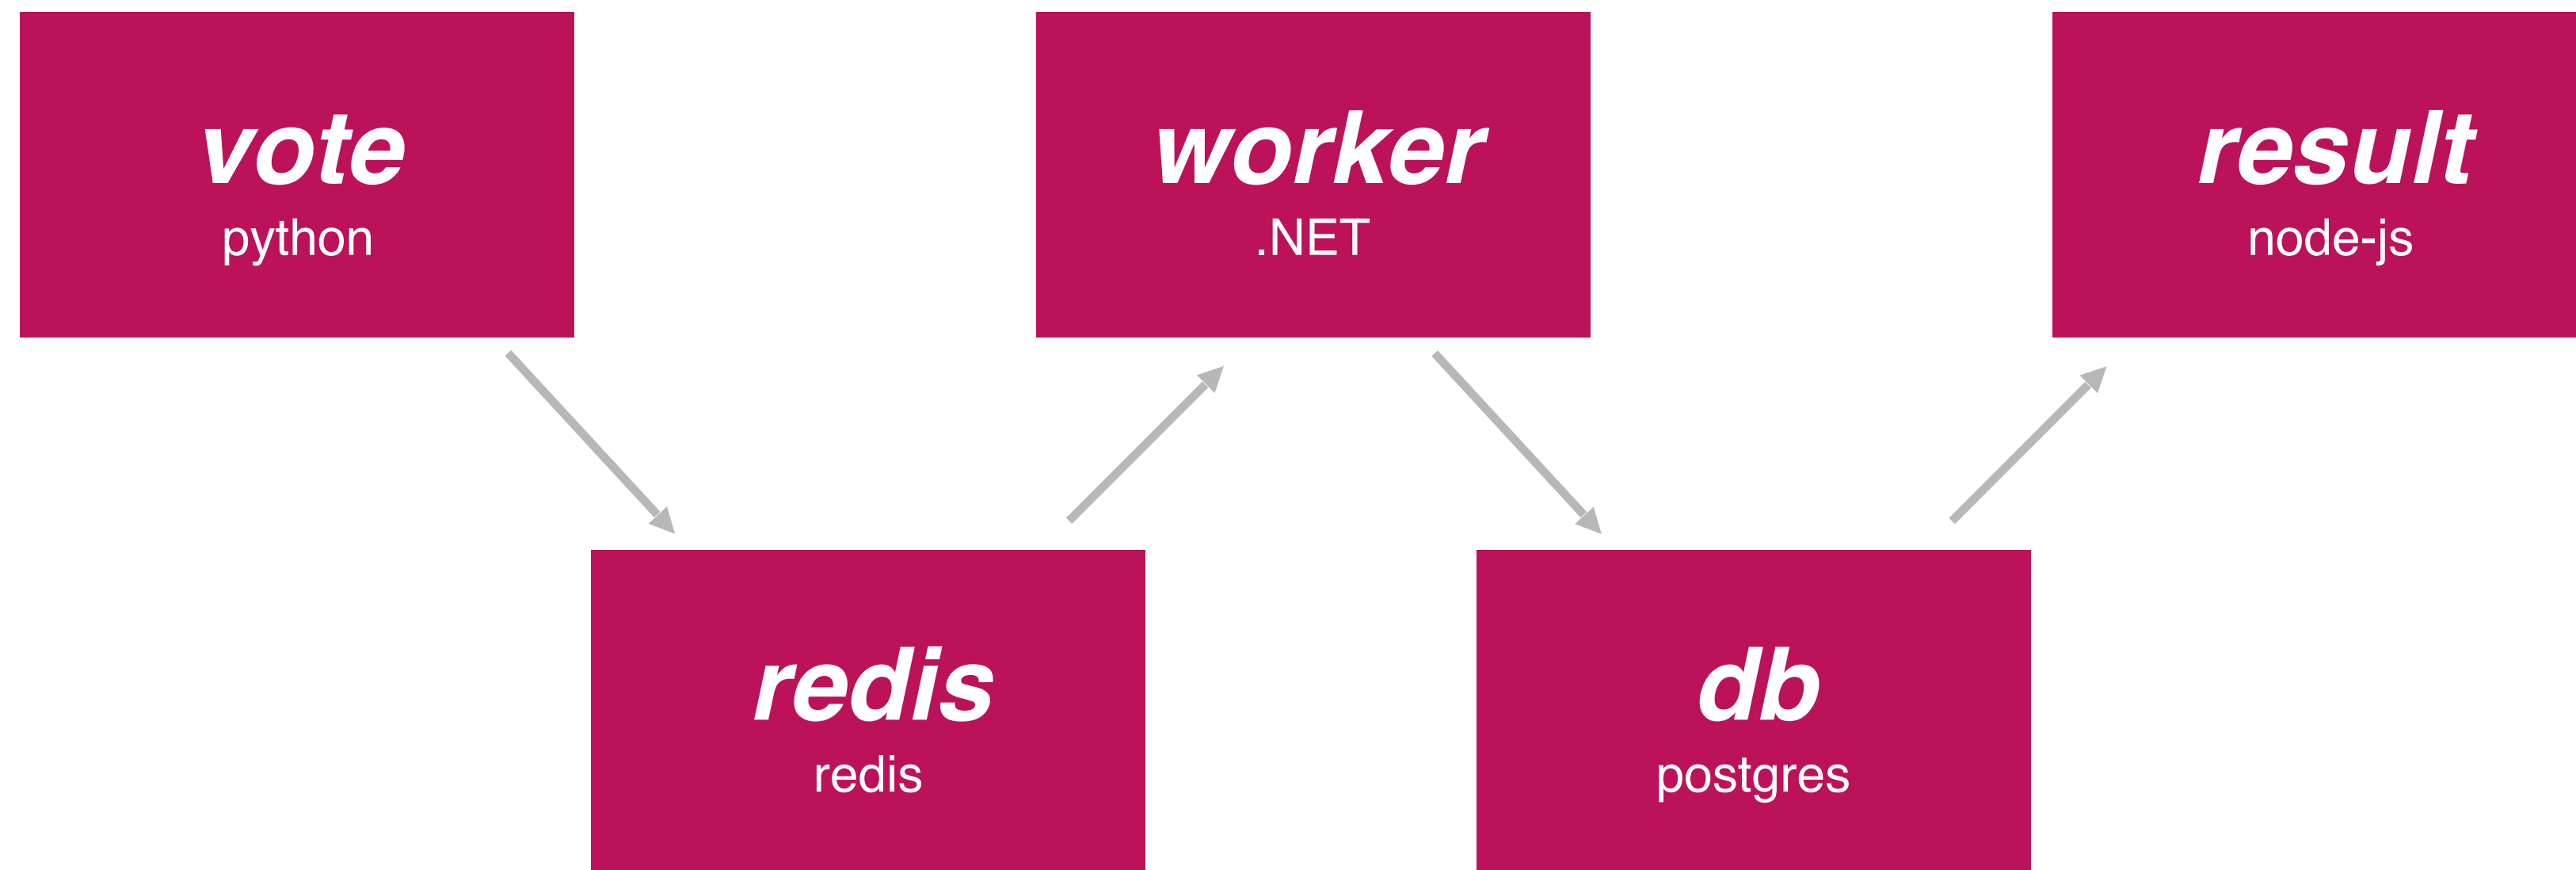 vote
python
worker
.NET
result
node-js
redis
redis
db
postgres